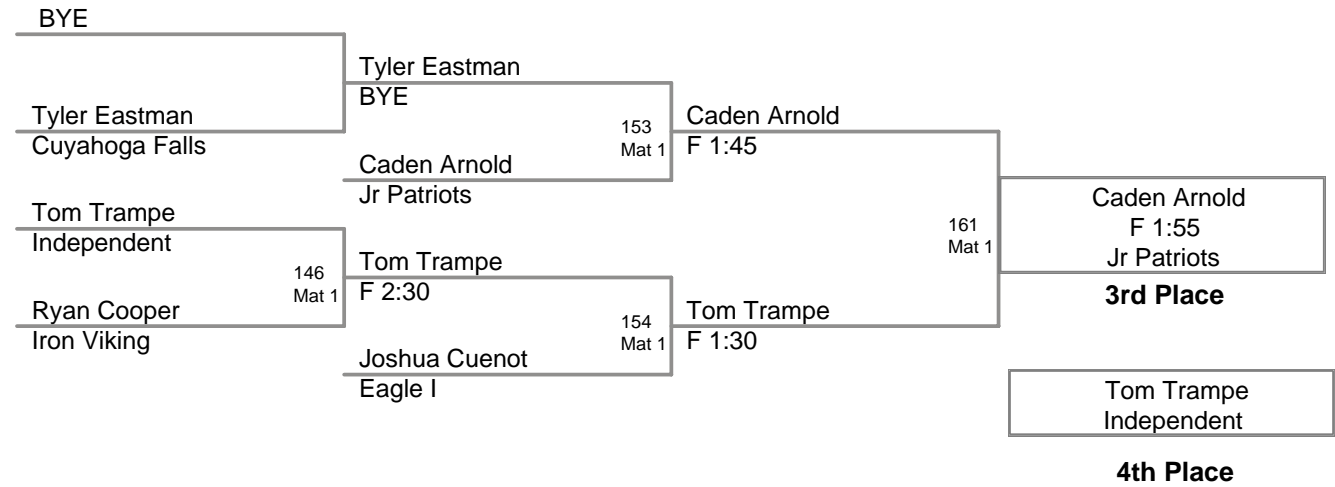 BYE
Tyler Eastman
BYE
Tyler Eastman
Cuyahoga Falls
153
Mat 1
Caden Arnold
F 1:45
Caden Arnold
Jr Patriots
Tom Trampe
Independent
146
Mat 1
Tom Trampe
F 2:30
Ryan Cooper
Iron Viking
154
Mat 1
Tom Trampe
F 1:30
Joshua Cuenot
Eagle I
161
Mat 1
Caden Arnold
F 1:55
Jr Patriots
3rd Place
Tom Trampe
Independent
4th Place